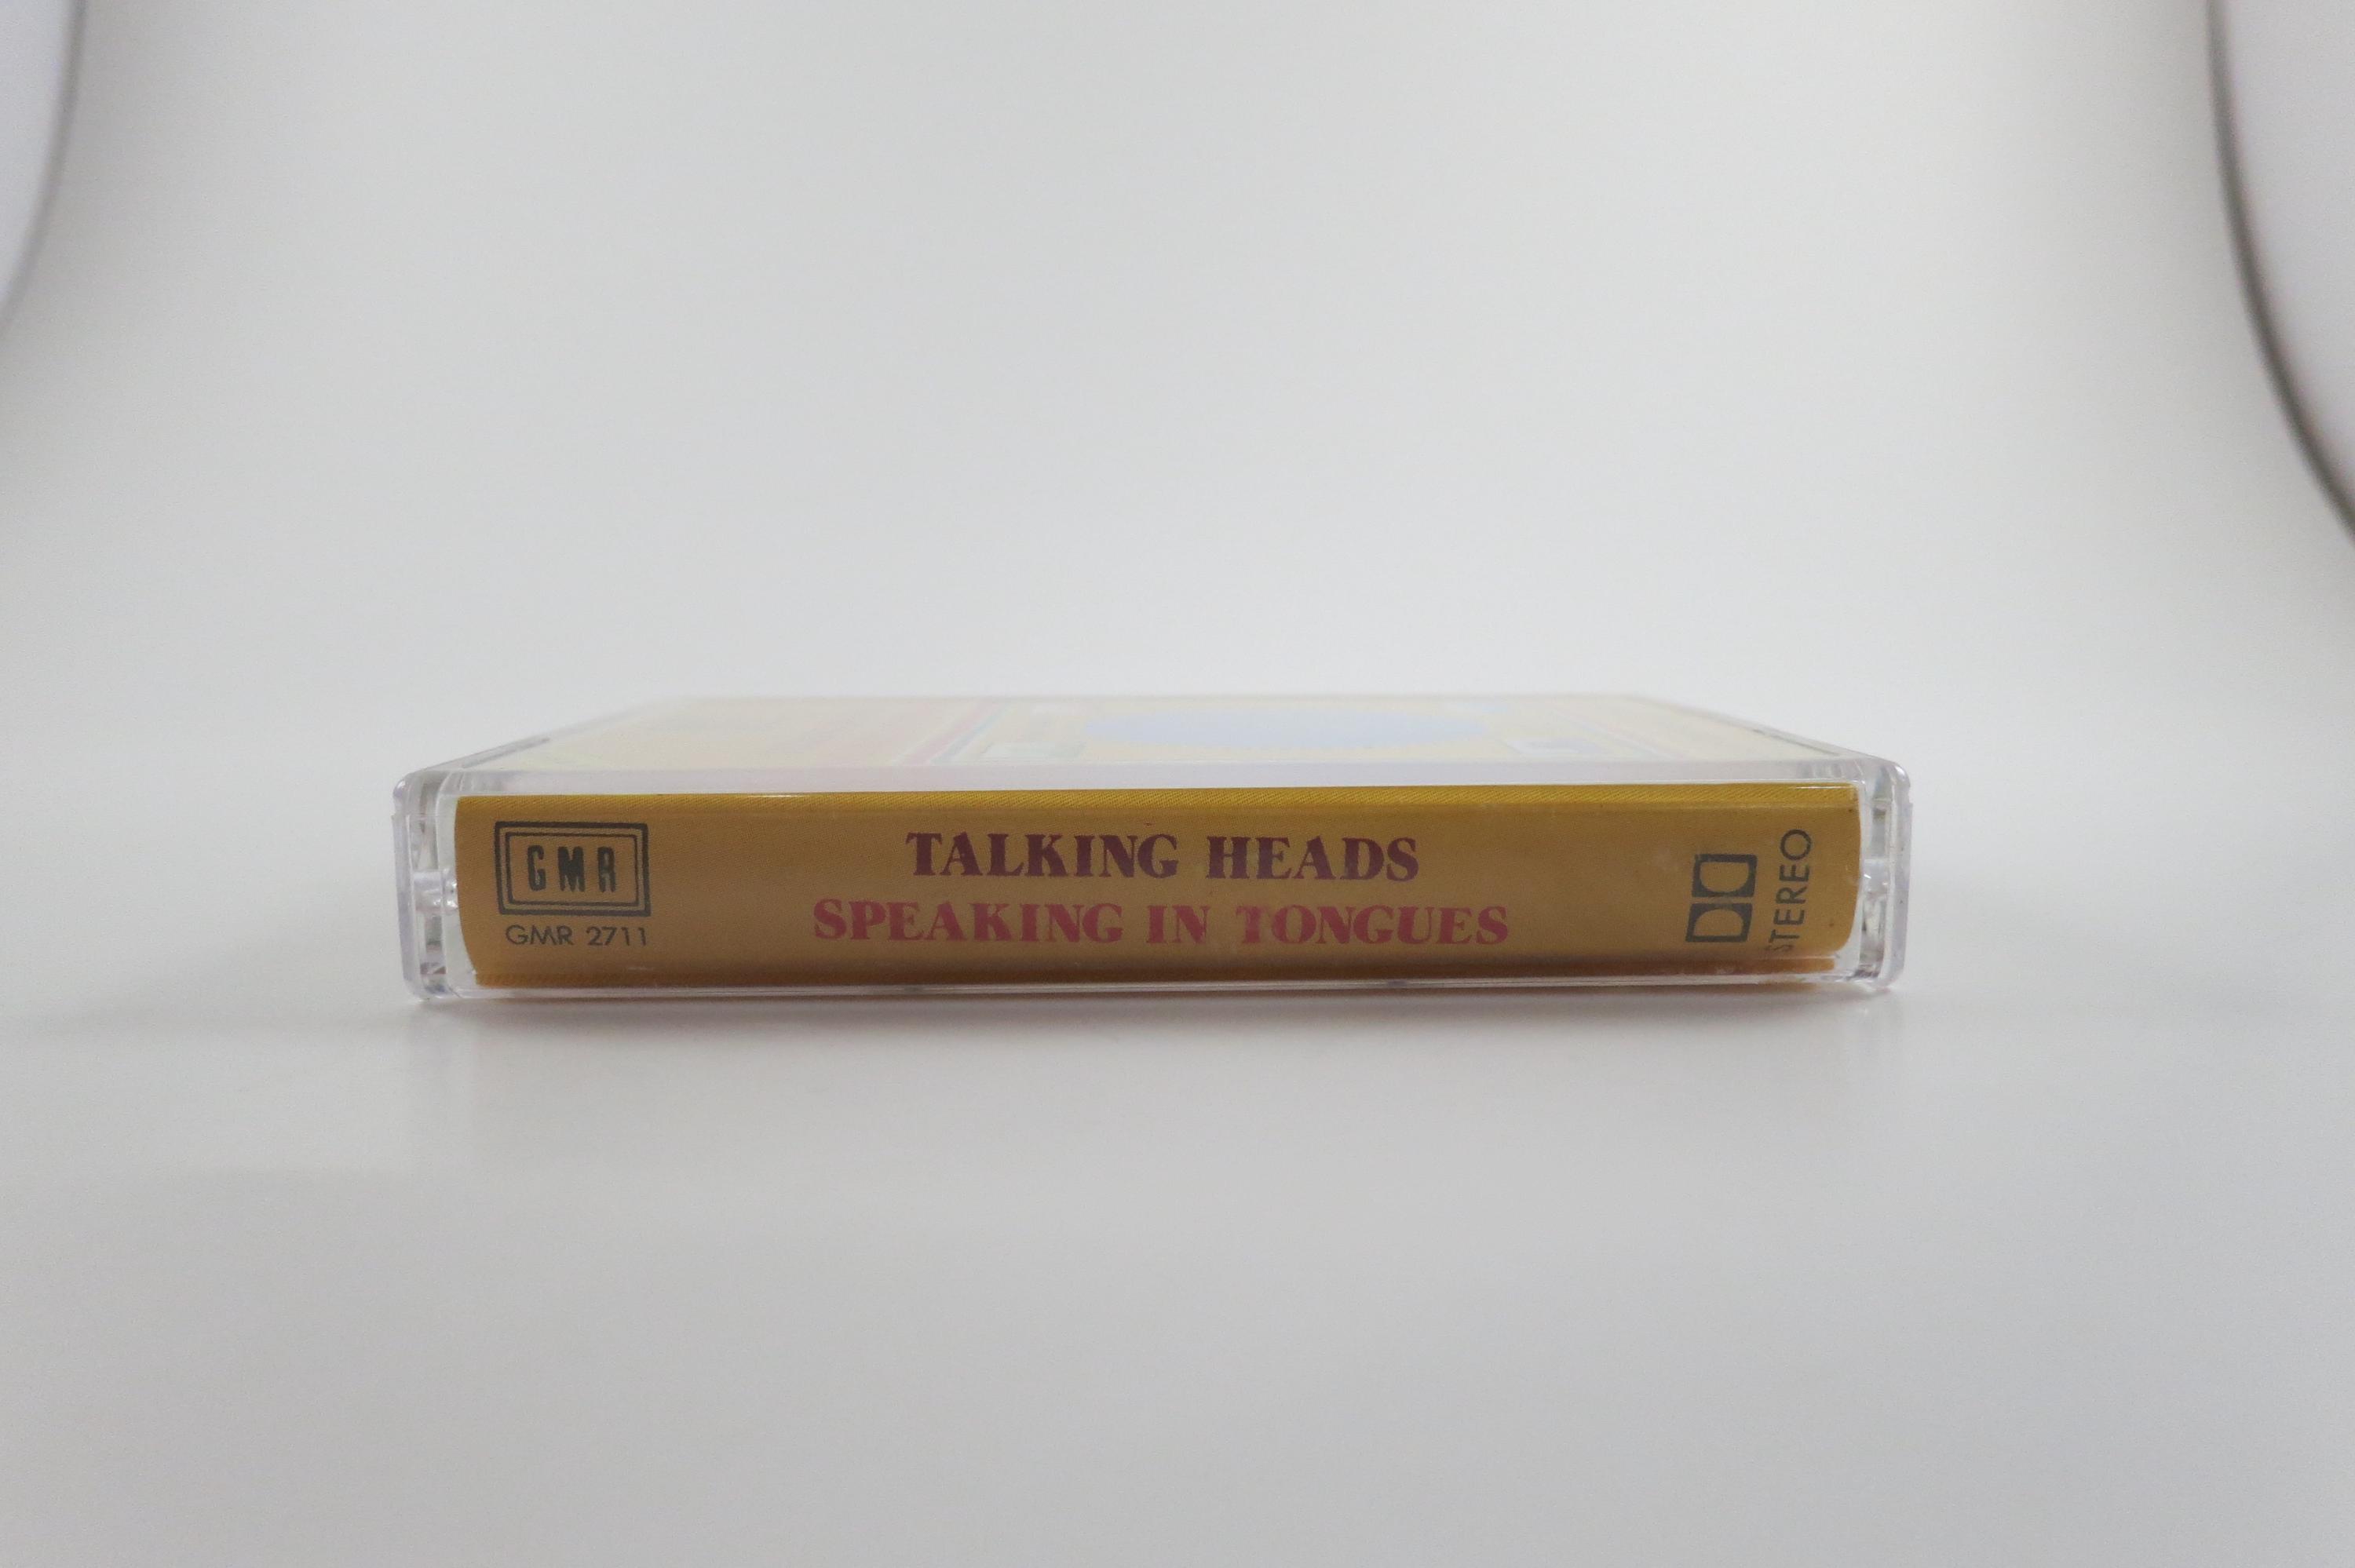 GMR
GMR 2711
TALKING HEADS
SPEAKING IN TONGUES
STEREO